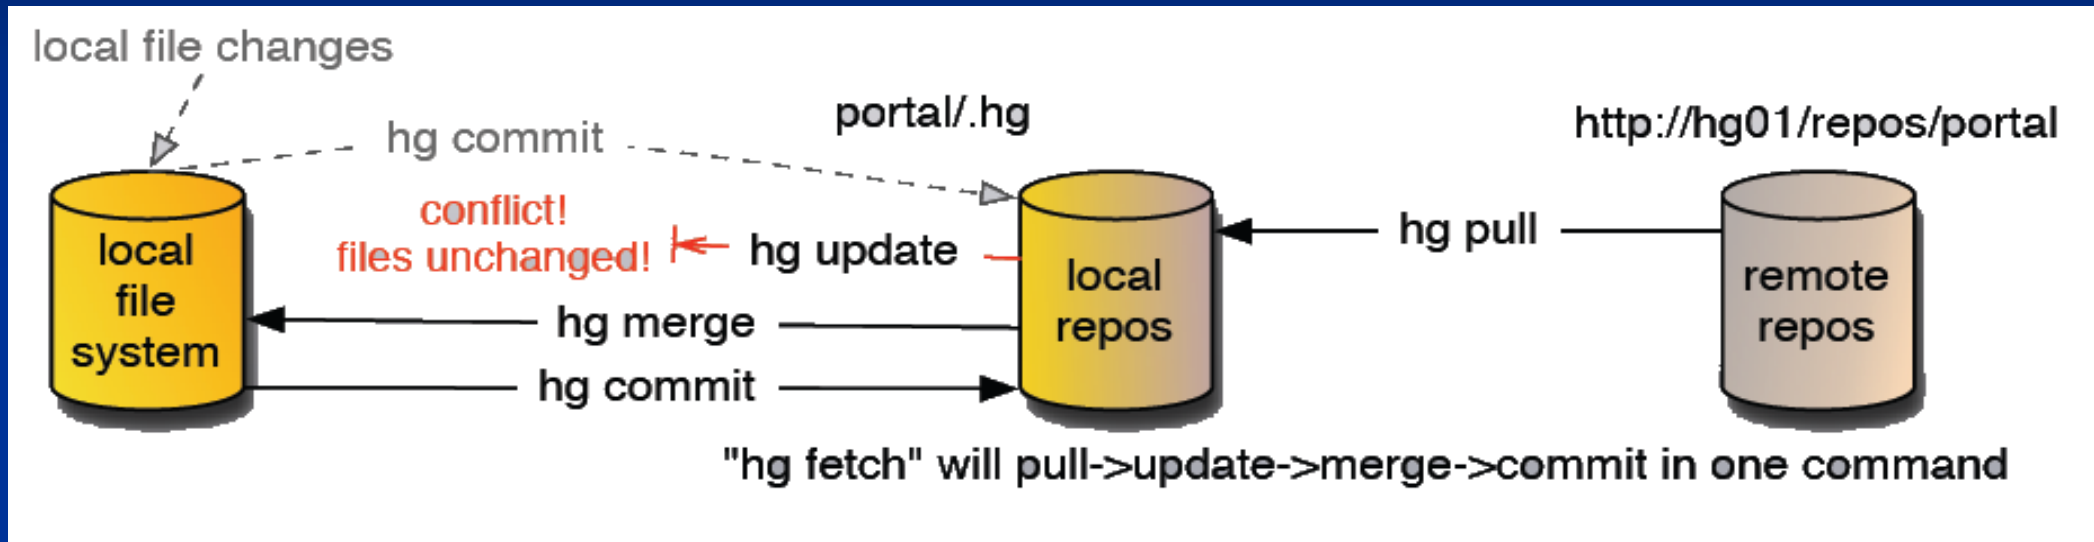 local file changes
hg commit
portal/.hg
http://hg01/repos/portal
conflict!
files unchanged!
hg update
hg pull
local
file
system
local
repos
remote
repos
hg merge
hg commit
"hg fetch" will pull->update->merge->commit in one command